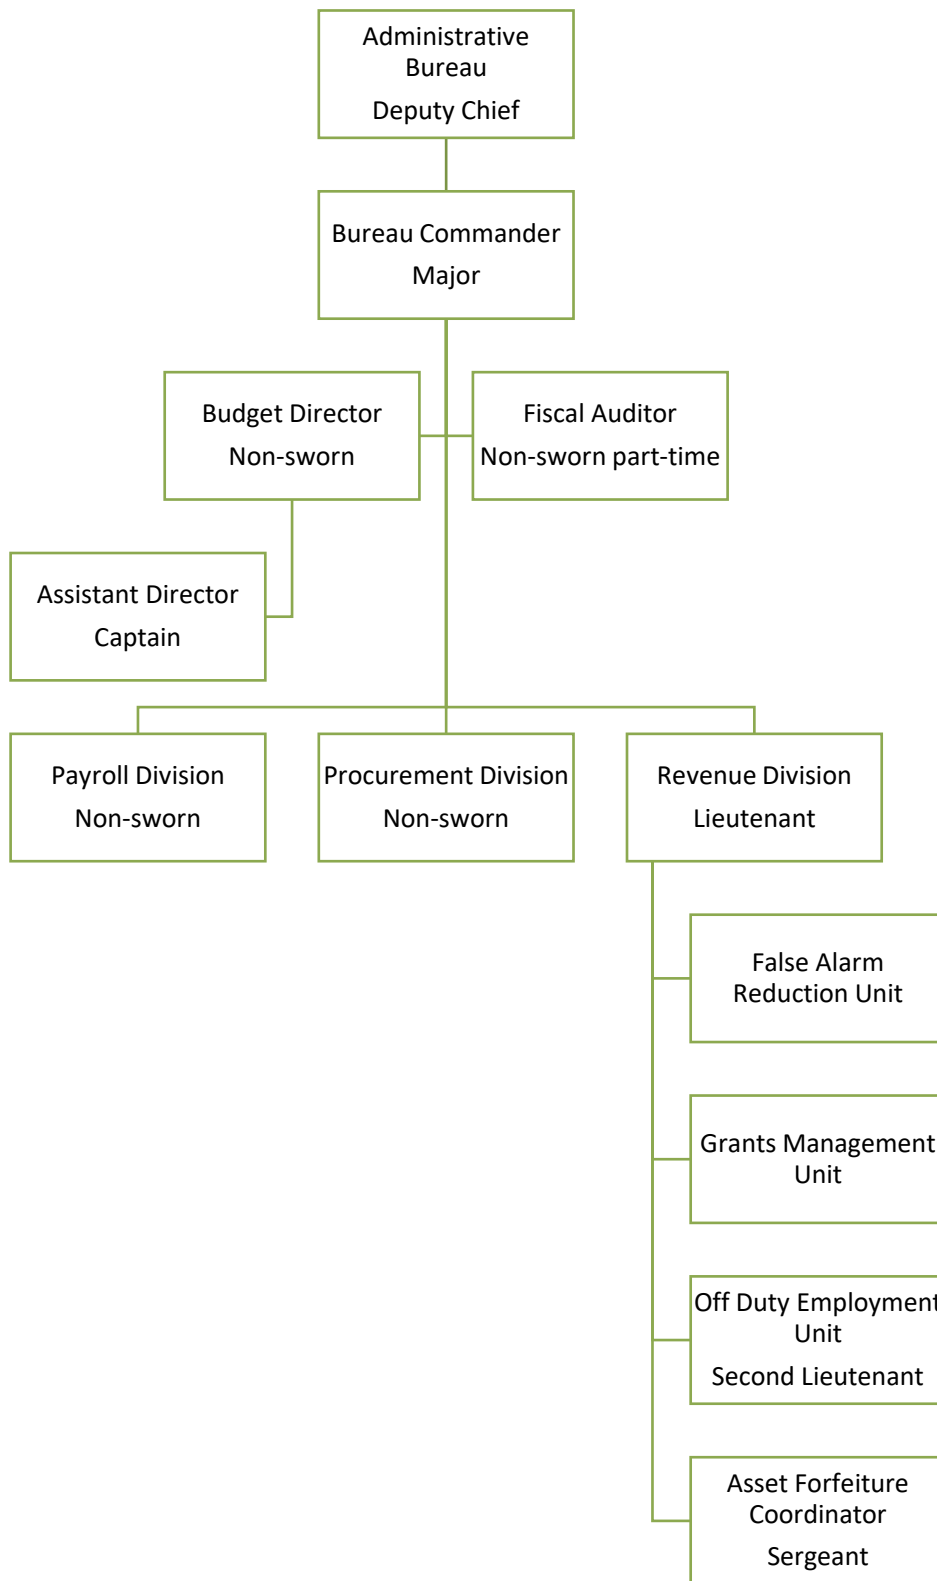 Administrative
Bureau
Deputy Chief
Bureau Commander
Major
Budget Director
Non-sworn
Fiscal Auditor
Non-sworn part-time
Assistant Director
Captain
Payroll Division
Non-sworn
Procurement Division
Non-sworn
Revenue Division
Lieutenant
False Alarm
Reduction Unit
Grants Management
Unit
Off Duty Employment
Unit
Second Lieutenant
Asset Forfeiture
Coordinator
Sergeant